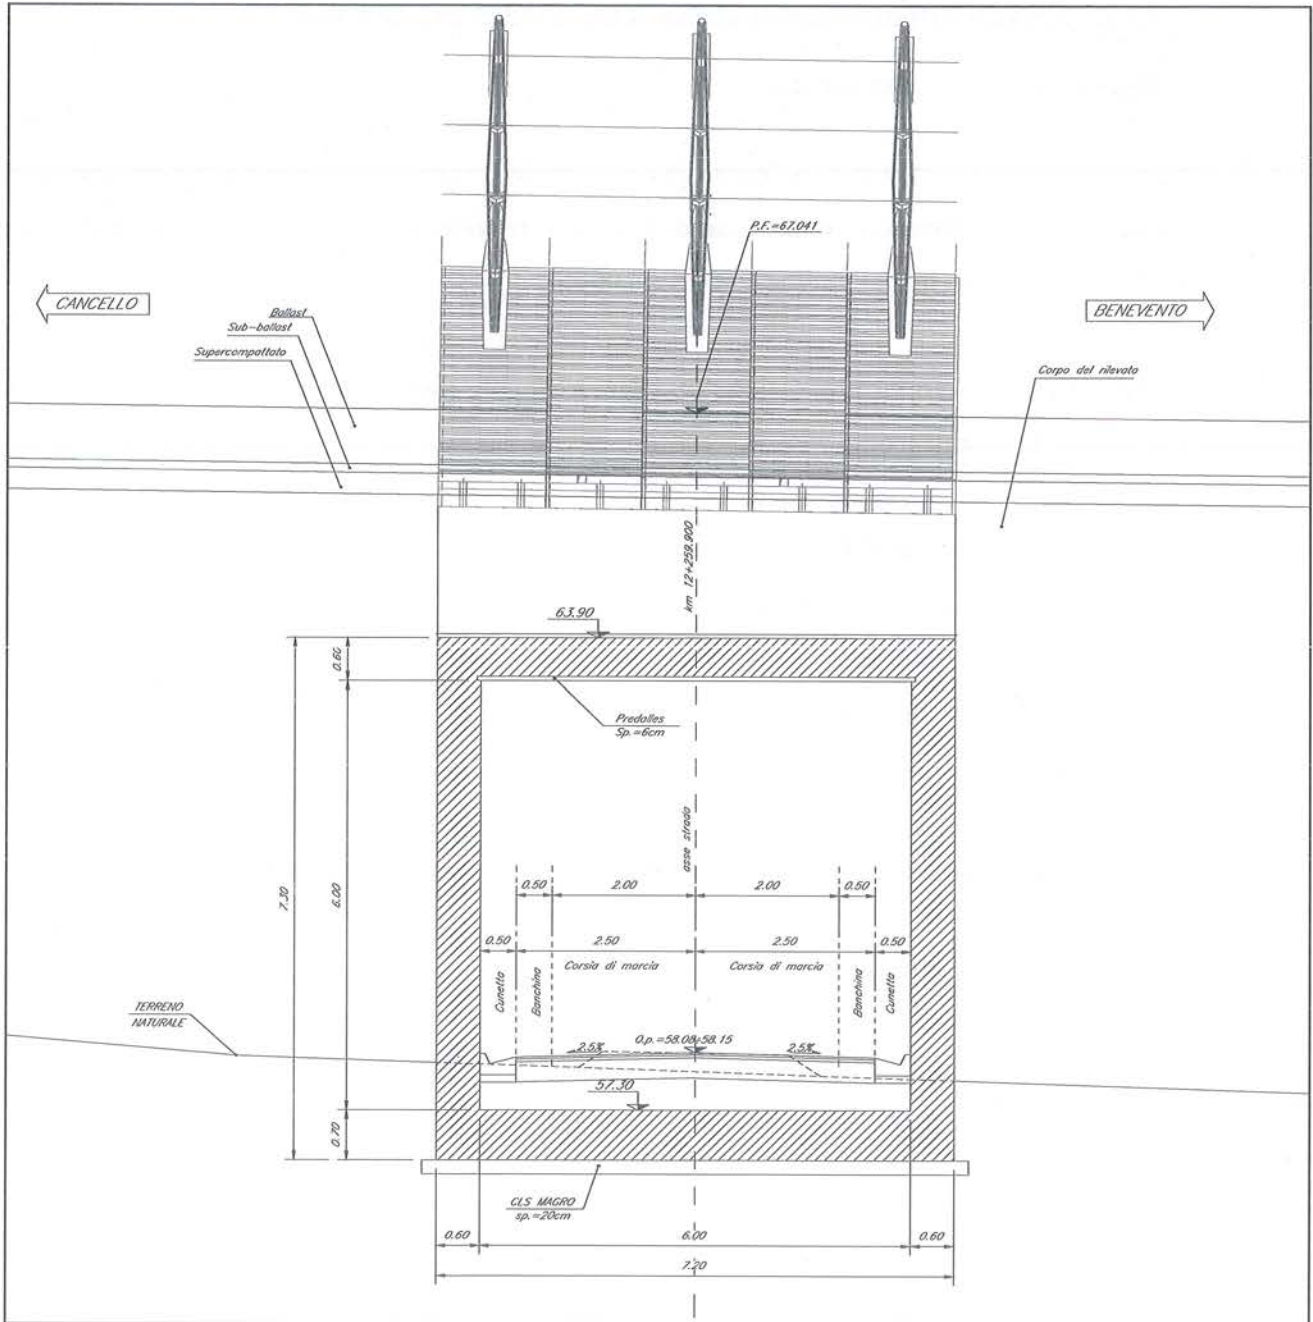 P.F.=67.041
CANCELLO
BENEVENTO
Ballast
Sub-ballast
Supercompattato
Corpo del rilevato
km 12+259.900
63.90
0.60
Predalles
Sp.=6cm
7.30
6.00
asse strada
0.50
2.00
2.00
0.50
0.50
2.50
2.50
0.50
Corsia di marcia
Corsia di marcia
Cunetta
Banchina
Banchina
Cunetta
TERRENO
NATURALE
2.5%
Q.p.=58.08÷58.15
2.5%
57.30
0.70
CLS MAGRO
sp.=20cm
0.60
6.00
0.60
7.20